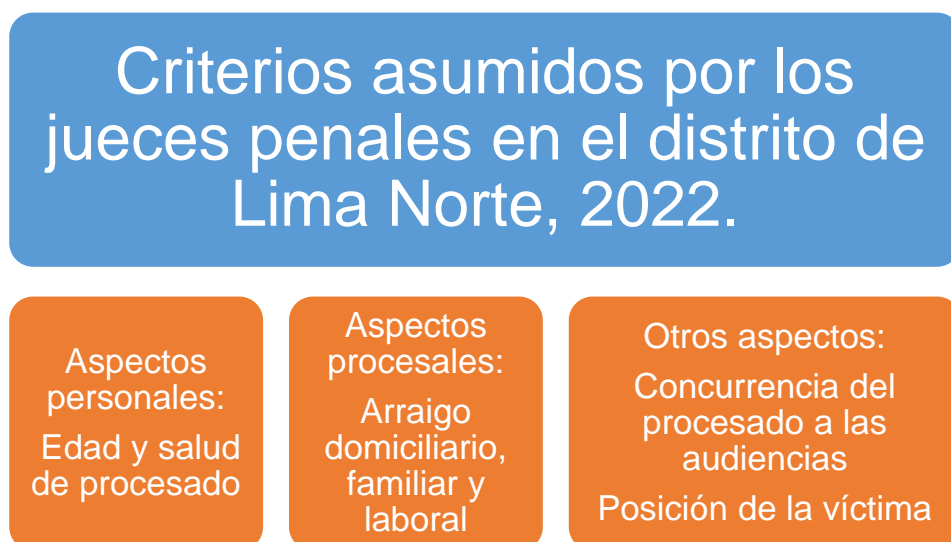 Criterios asumidos por los
jueces penales en el distrito de
Lima Norte, 2022.
Aspectos
personales:
Edad y salud
de procesado
Aspectos
procesales:
Arraigo
domiciliario,
familiar y
laboral
Otros aspectos:
Concurrencia del
procesado a las
audiencias
Posición de la víctima